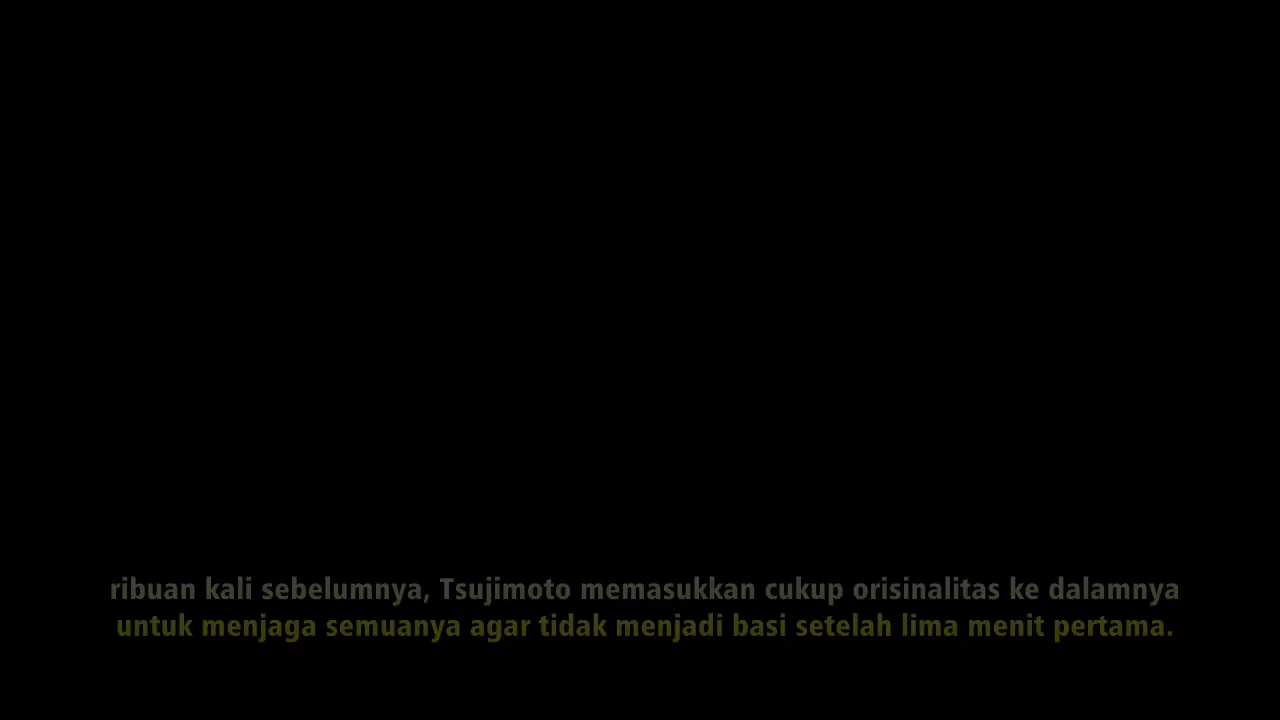 ribuan kali sebelumnya, Tsujimoto memasukkan cukup orisinalitas ke dalamnya
untuk menjaga semuanya agar tidak menjadi basi setelah lima menit pertama.